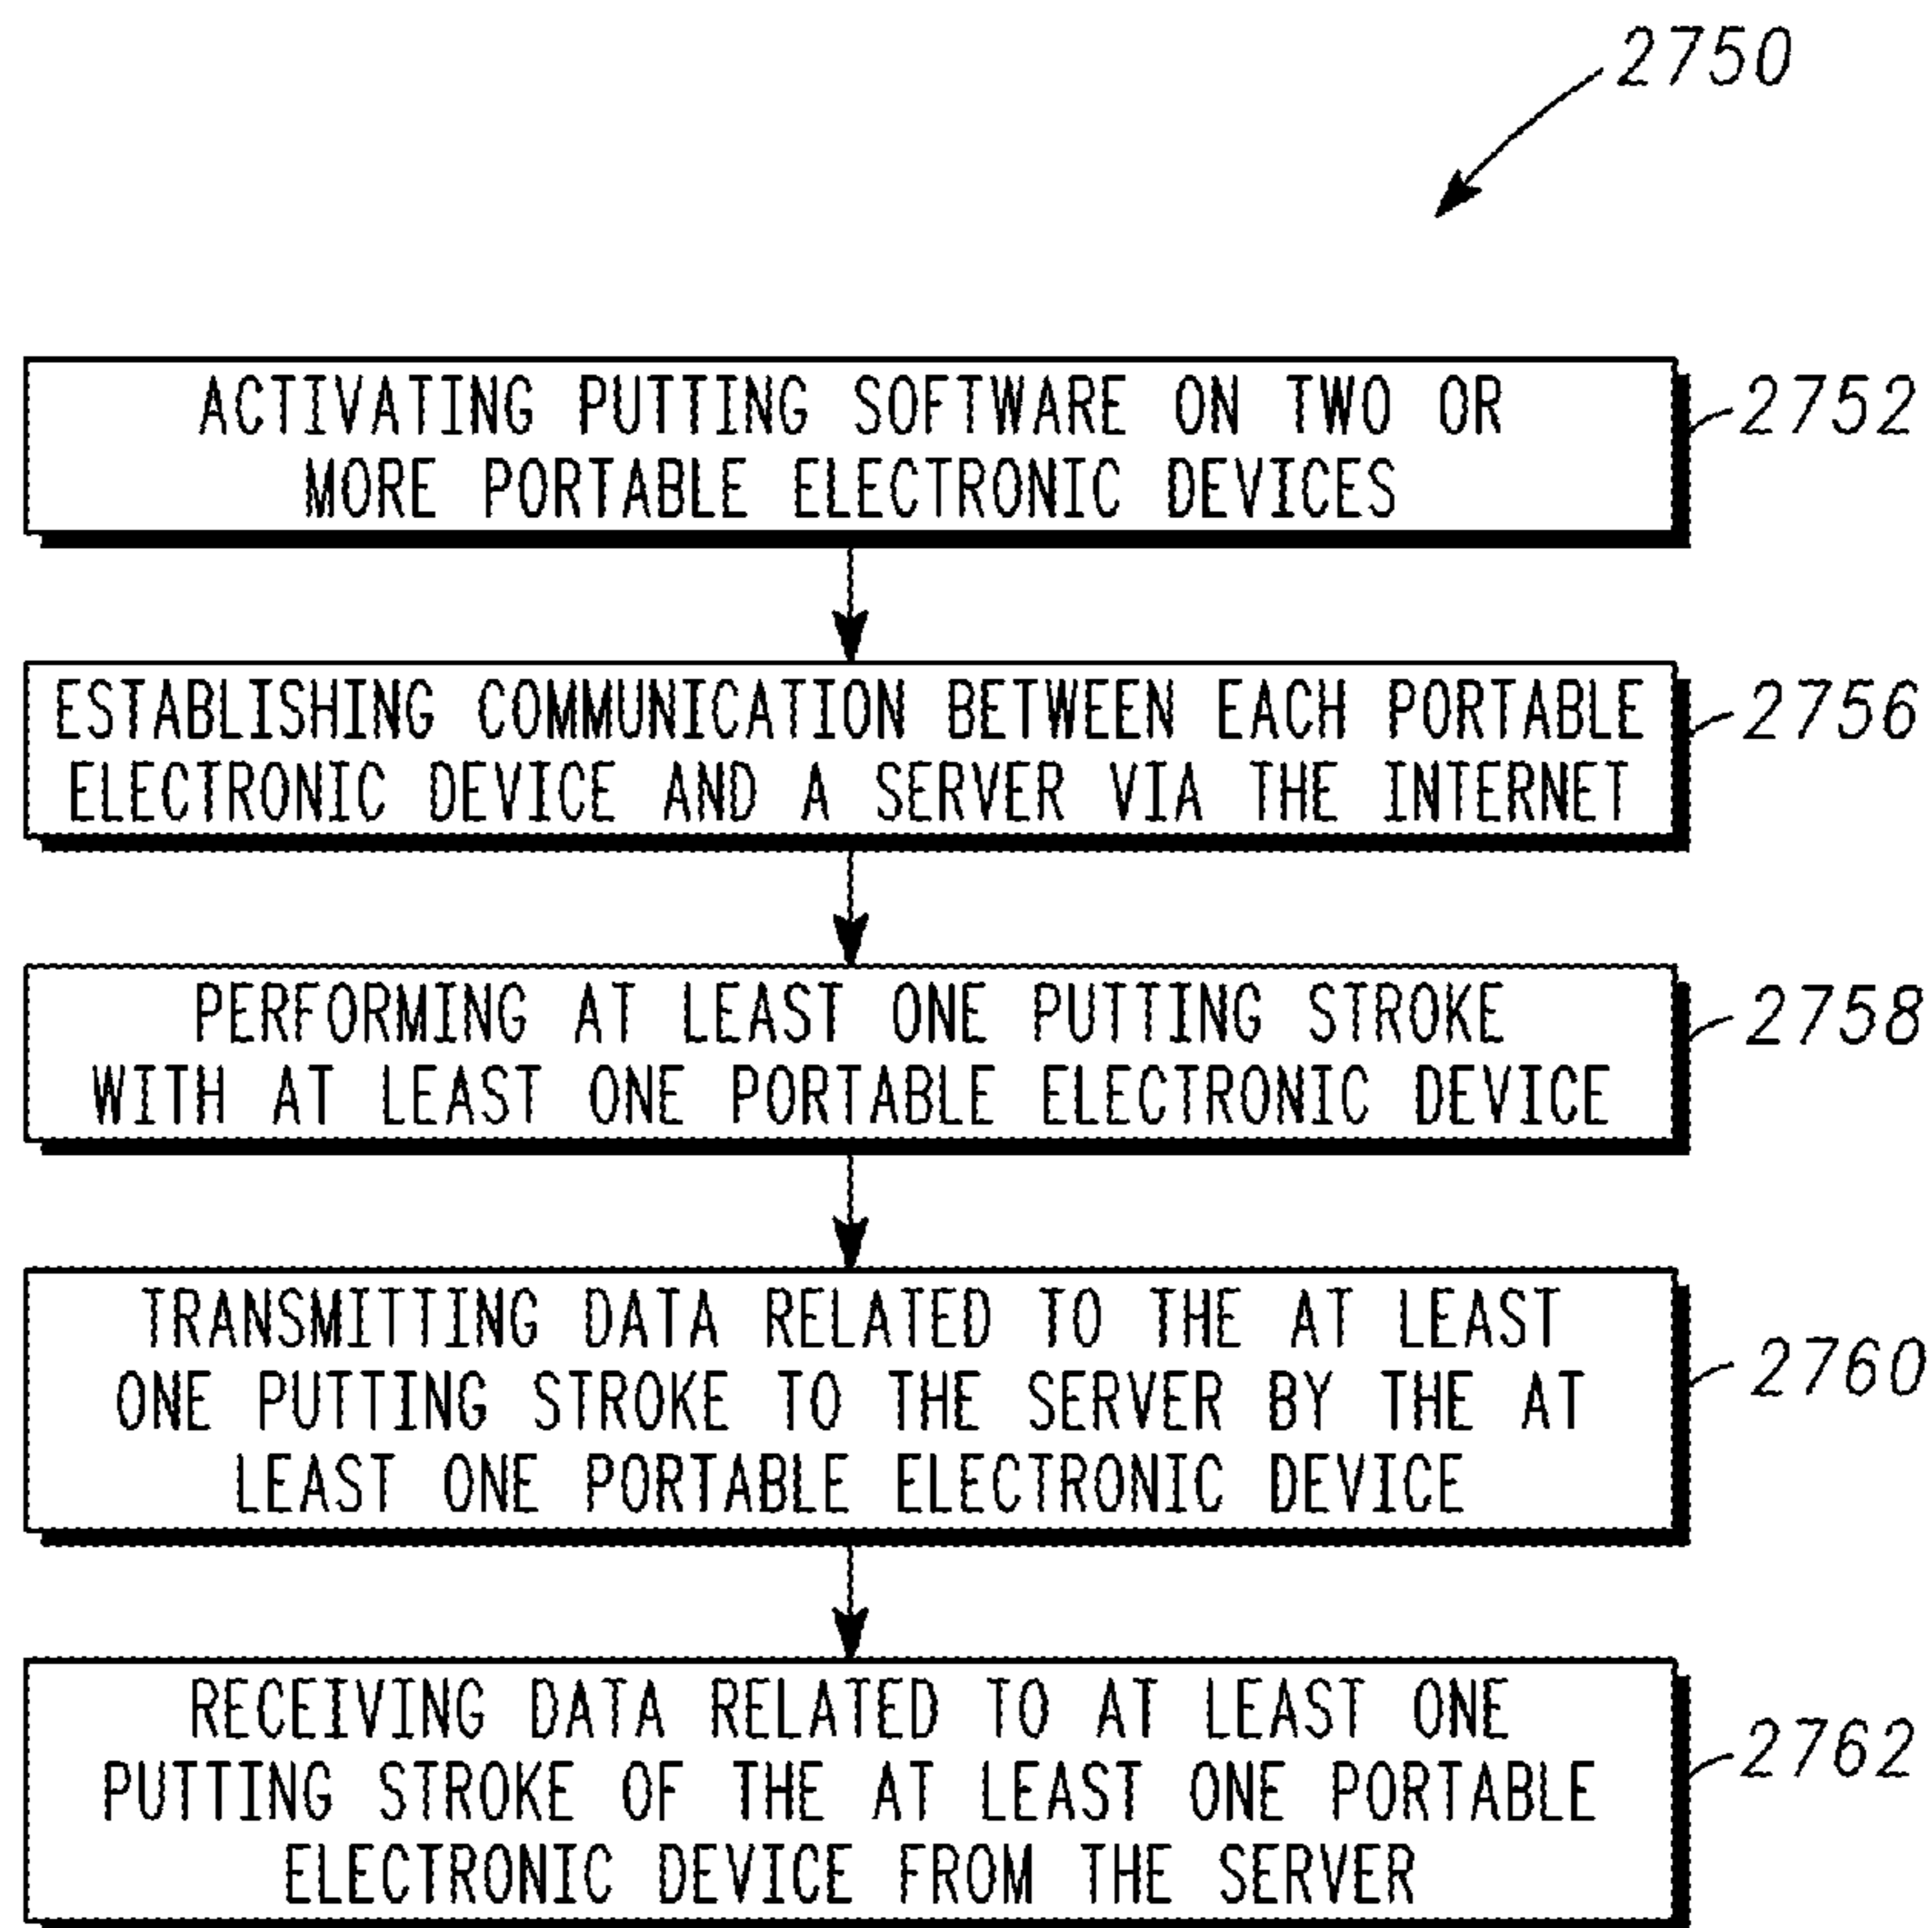 2750
ACTIVATING PUTTING SOFTWARE ON TWO OR
MORE PORTABLE ELECTRONIC DEVICES
2752
ESTABLISHING COMMUNICATION BETWEEN EACH PORTABLE
ELECTRONIC DEVICE AND A SERVER VIA THE INTERNET
2756
PERFORMING AT LEAST ONE PUTTING STROKE
WITH AT LEAST ONE PORTABLE ELECTRONIC DEVICE
2758
TRANSMITTING DATA RELATED TO THE AT LEAST
ONE PUTTING STROKE TO THE SERVER BY THE AT
LEAST ONE PORTABLE ELECTRONIC DEVICE
2760
RECEIVING DATA RELATED TO AT LEAST ONE
PUTTING STROKE OF THE AT LEAST ONE PORTABLE
ELECTRONIC DEVICE FROM THE SERVER
2762